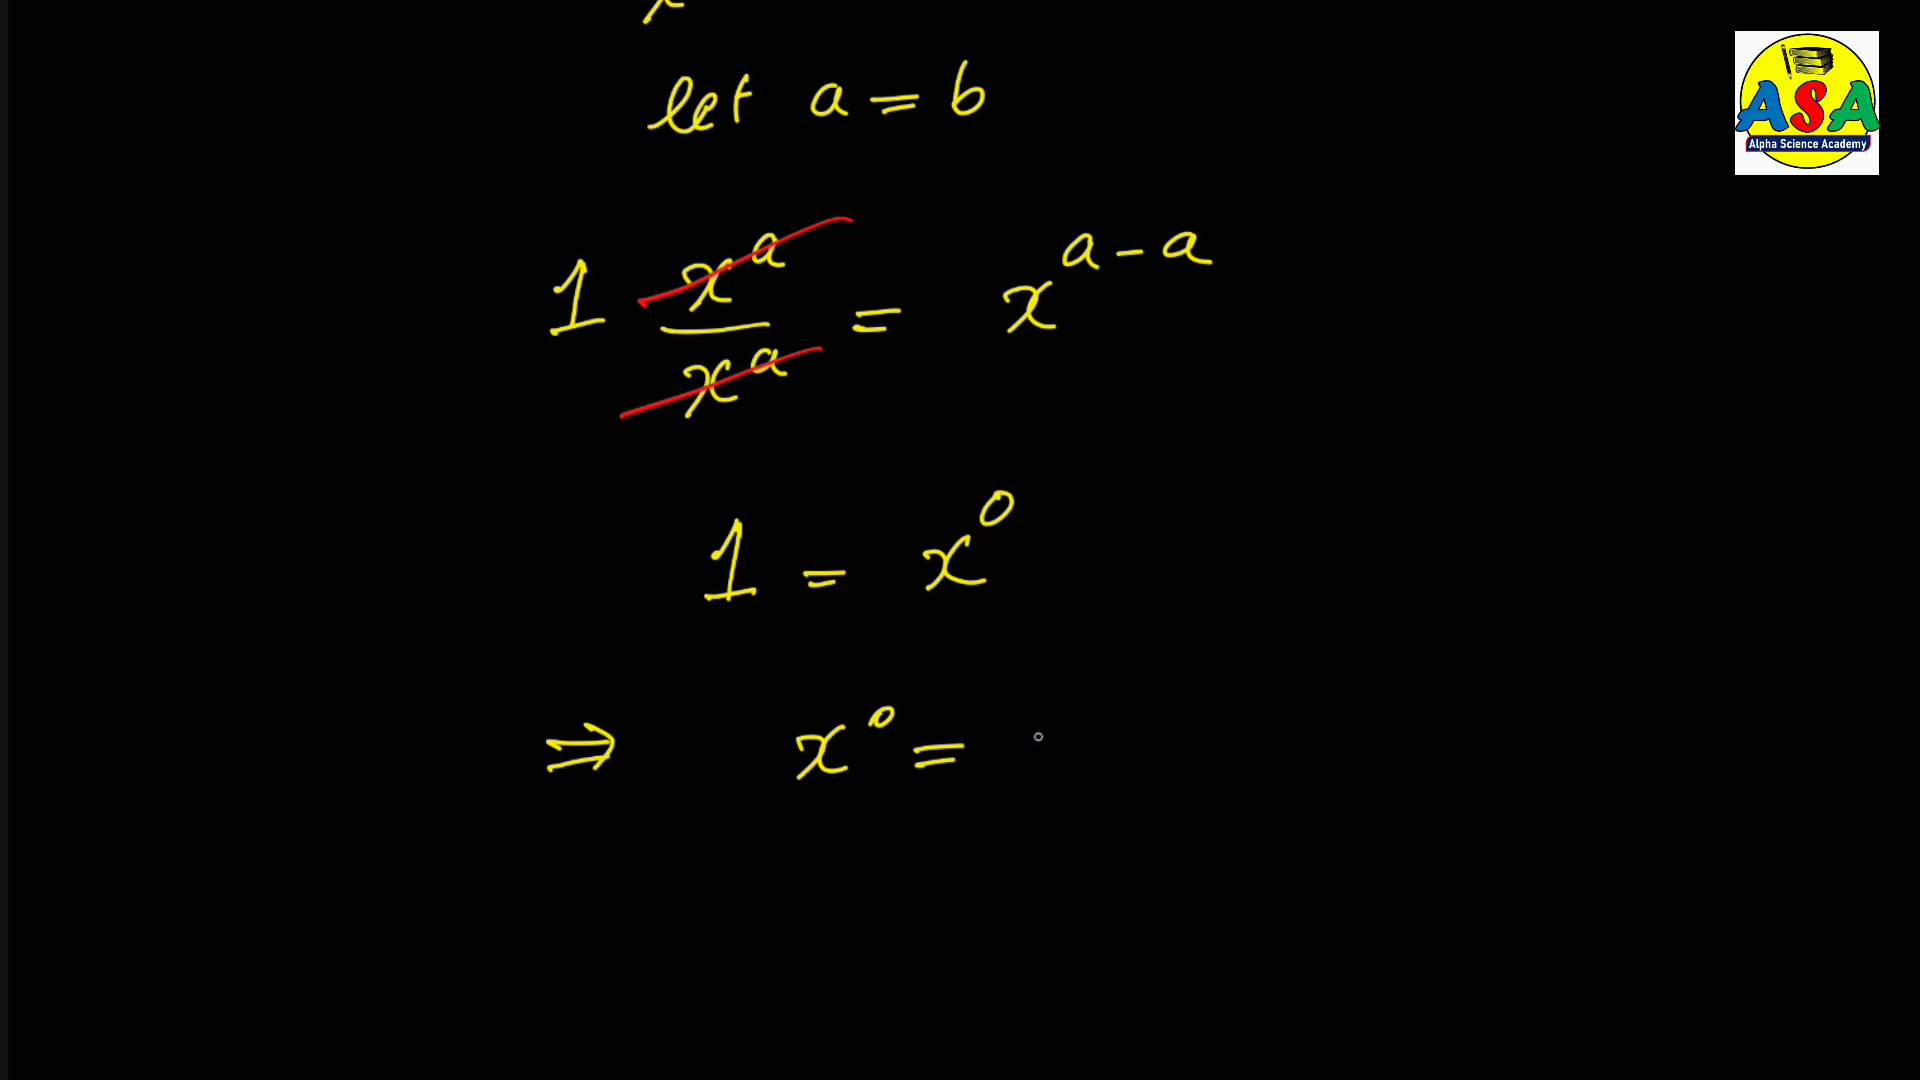 x
let a = b
1 x^a / x^a = x^(a - a)
1 = x^0
⇒ x^0 =
ASA
Alpha Science Academy